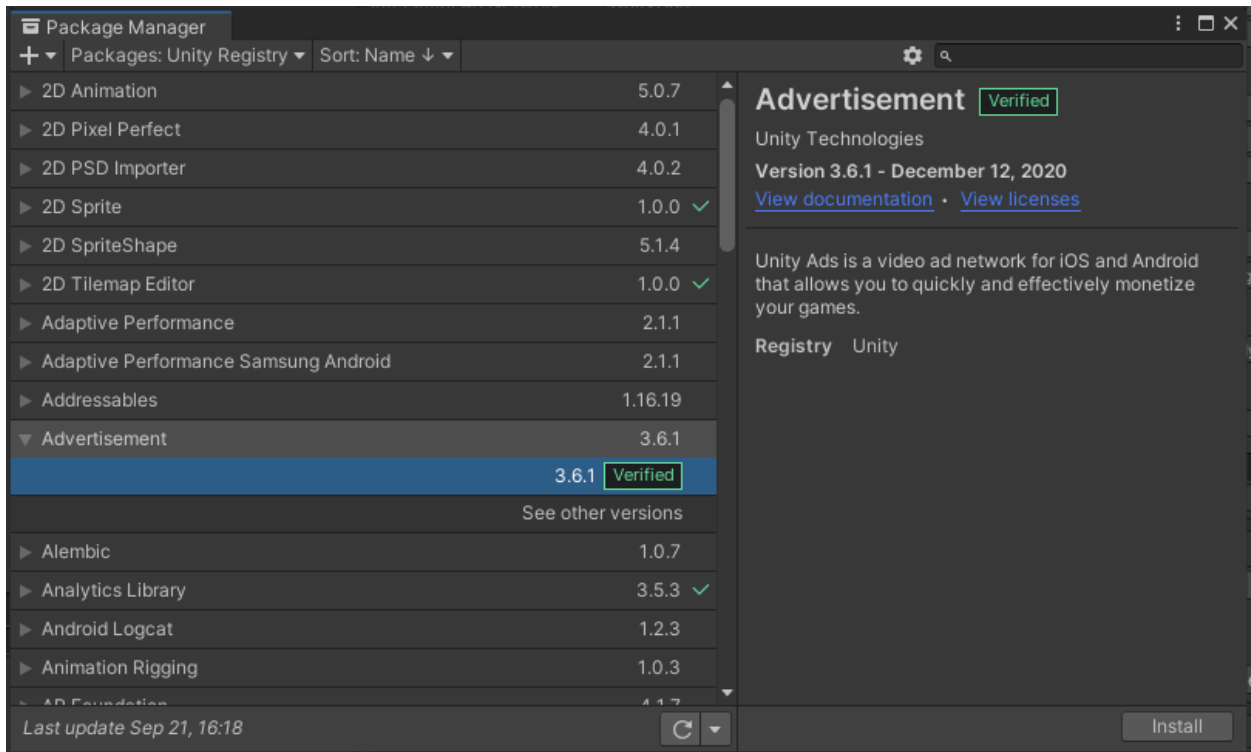 Package Manager
Packages: Unity Registry
Sort: Name ↓
2D Animation 5.0.7
2D Pixel Perfect 4.0.1
2D PSD Importer 4.0.2
2D Sprite 1.0.0 ✓
2D SpriteShape 5.1.4
2D Tilemap Editor 1.0.0 ✓
Adaptive Performance 2.1.1
Adaptive Performance Samsung Android 2.1.1
Addressables 1.16.19
Advertisement 3.6.1
3.6.1 Verified
See other versions
Alembic 1.0.7
Analytics Library 3.5.3 ✓
Android Logcat 1.2.3
Animation Rigging 1.0.3
AR Foundation 4.1.7
Last update Sep 21, 16:18
Advertisement Verified
Unity Technologies
Version 3.6.1 - December 12, 2020
View documentation • View licenses
Unity Ads is a video ad network for iOS and Android
that allows you to quickly and effectively monetize
your games.
Registry Unity
Install